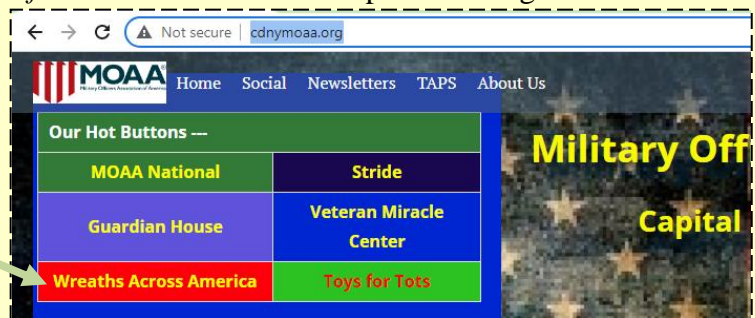 Not secure | cdnymoaa.org
MOAA
Military Officers Association of America
Home Social Newsletters TAPS About Us
Our Hot Buttons ---
Military Off
MOAA National Stride
Capital
Guardian House Veteran Miracle
Center
Wreaths Across America Toys for Tots